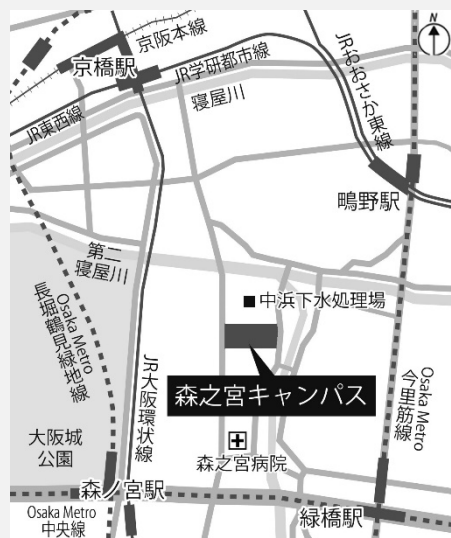 N
京阪本線
京橋駅
JR学研都市線
JRおおさか東線
JR東西線
寝屋川
鴫野駅
第二
寝屋川
中浜下水処理場
Osaka Metro
長堀鶴見緑地線
JR大阪環状線
森之宮キャンパス
Osaka Metro
今里筋線
大阪城
公園
森之宮病院
森ノ宮駅
緑橋駅
Osaka Metro
中央線